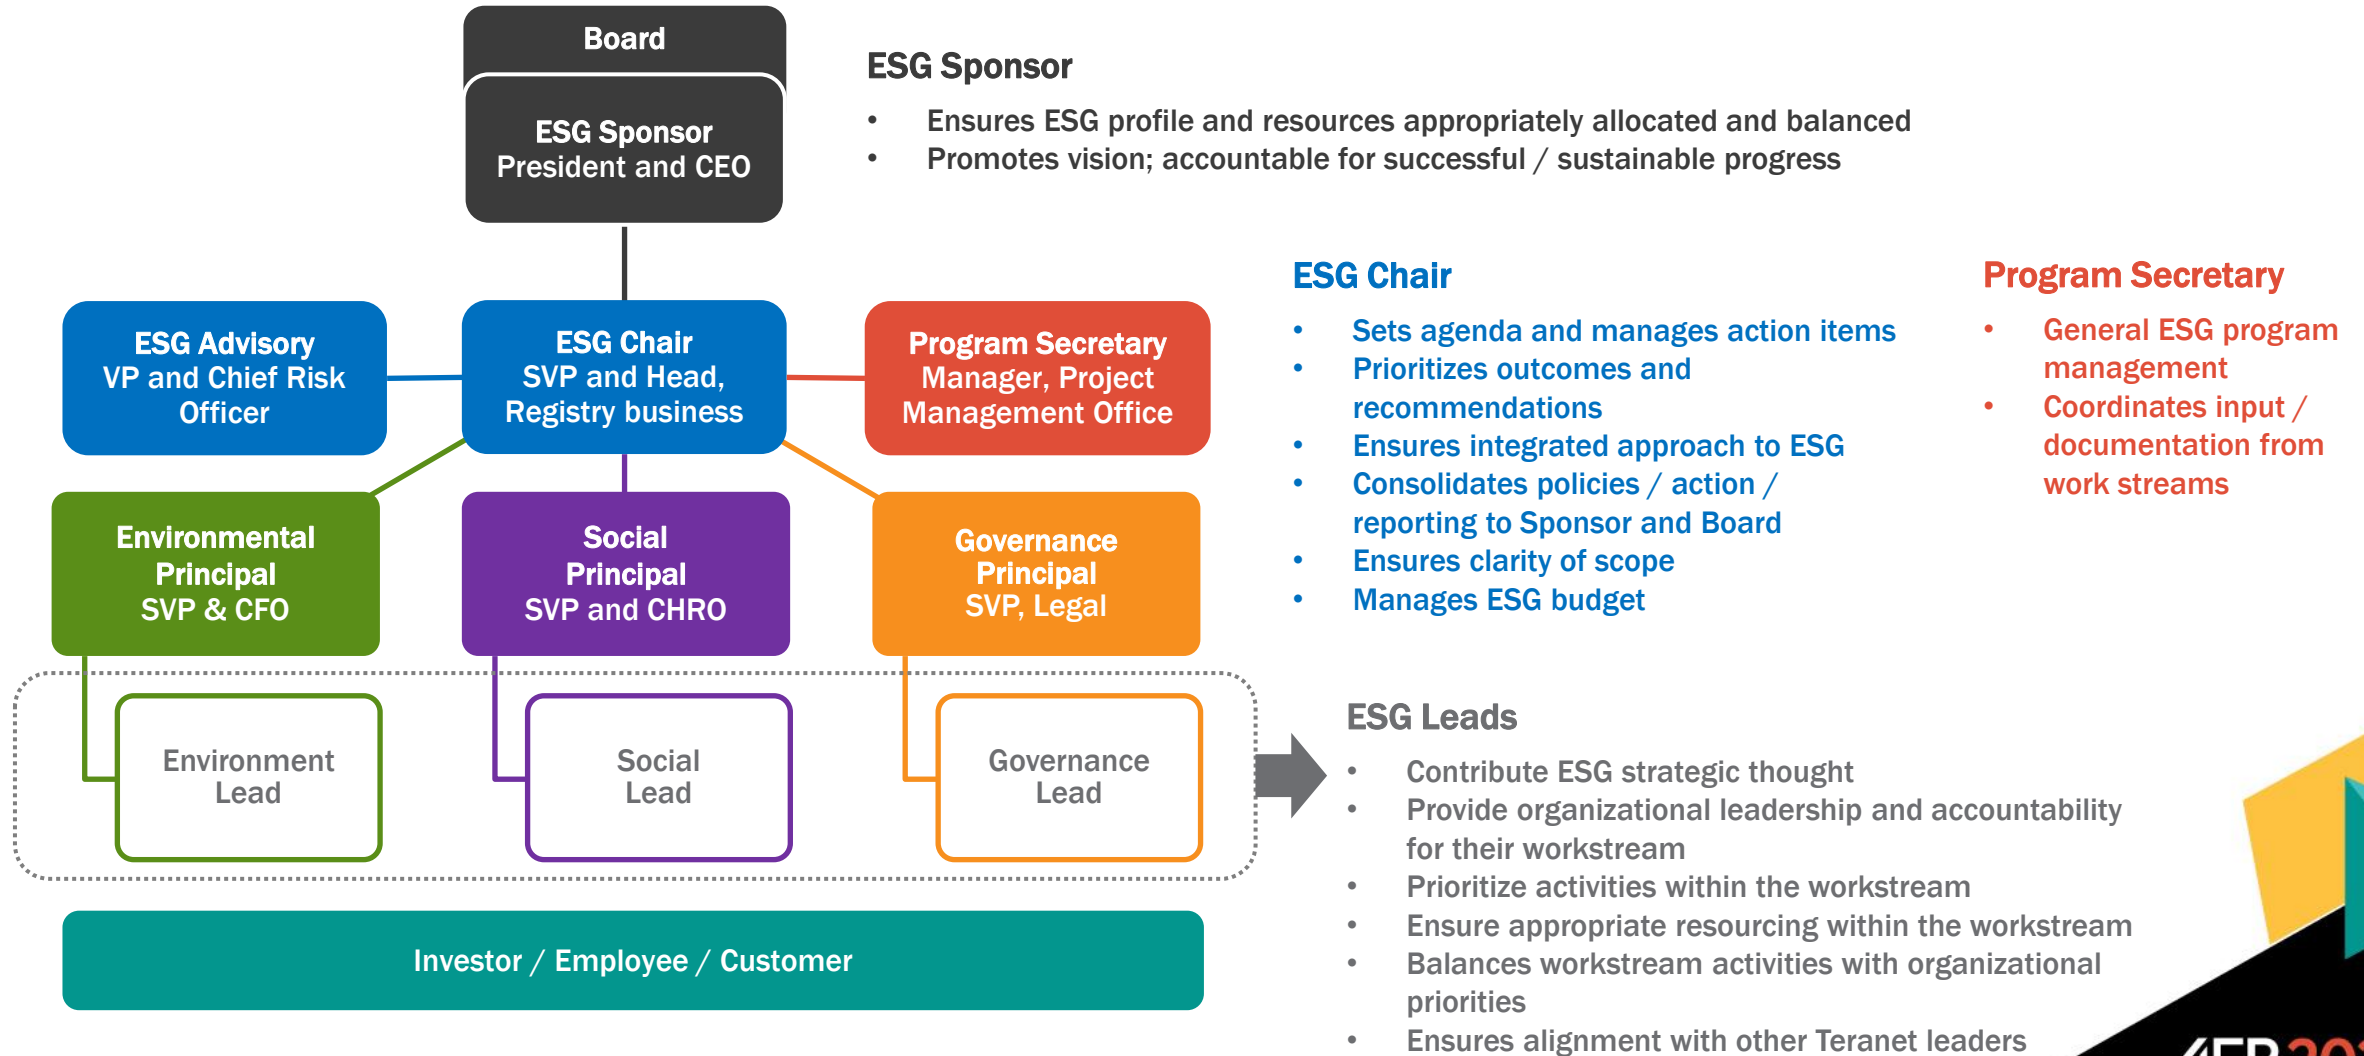 Board
ESG Sponsor
President and CEO
ESG Sponsor
• Ensures ESG profile and resources appropriately allocated and balanced
• Promotes vision; accountable for successful / sustainable progress
ESG Advisory
VP and Chief Risk
Officer
ESG Chair
SVP and Head,
Registry business
Program Secretary
Manager, Project
Management Office
Environmental
Principal
SVP & CFO
Social
Principal
SVP and CHRO
Governance
Principal
SVP, Legal
Environment
Lead
Social
Lead
Governance
Lead
Investor / Employee / Customer
ESG Chair
• Sets agenda and manages action items
• Prioritizes outcomes and
recommendations
• Ensures integrated approach to ESG
• Consolidates policies / action /
reporting to Sponsor and Board
• Ensures clarity of scope
• Manages ESG budget
Program Secretary
• General ESG program
management
• Coordinates input /
documentation from
work streams
ESG Leads
• Contribute ESG strategic thought
• Provide organizational leadership and accountability
for their workstream
• Prioritize activities within the workstream
• Ensure appropriate resourcing within the workstream
• Balances workstream activities with organizational
priorities
• Ensures alignment with other Teranet leaders